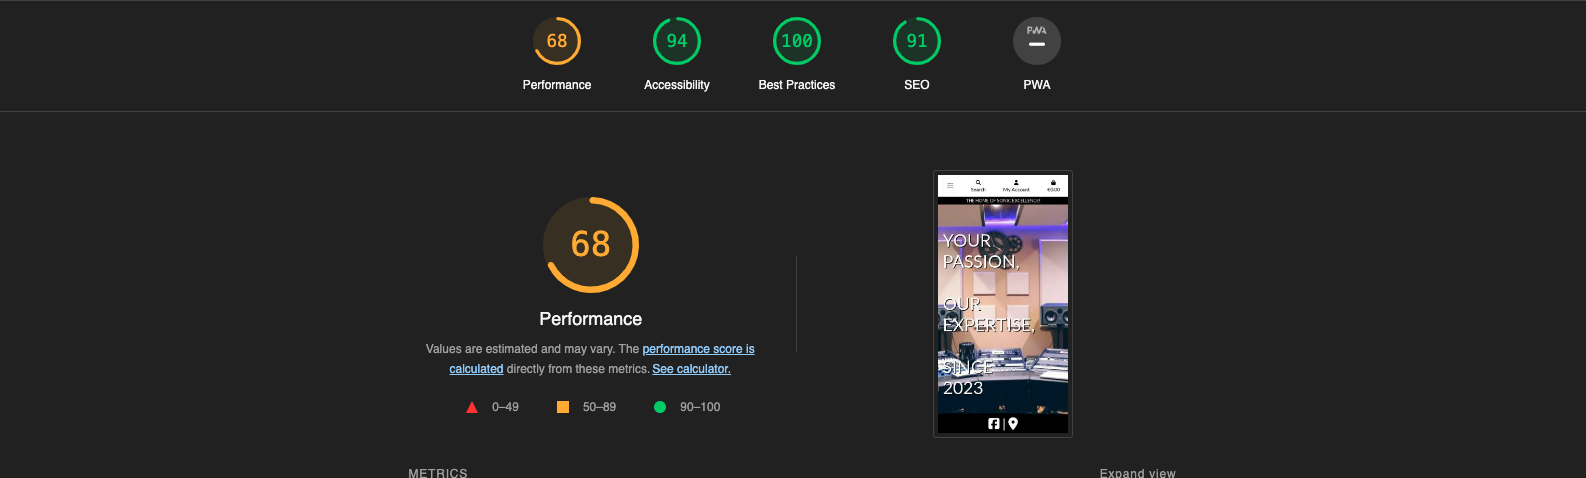 68
94
100
91
PWA
Performance
Accessibility
Best Practices
SEO
PWA
68
Performance
Values are estimated and may vary. The performance score is
calculated directly from these metrics. See calculator.
0–49
50–89
90–100
Search
My Account
€0.00
THE HOME OF SONIC EXCELLENCE!
YOUR
PASSION,
OUR
EXPERTISE,
SINCE
2023
|
METRICS
Expand view